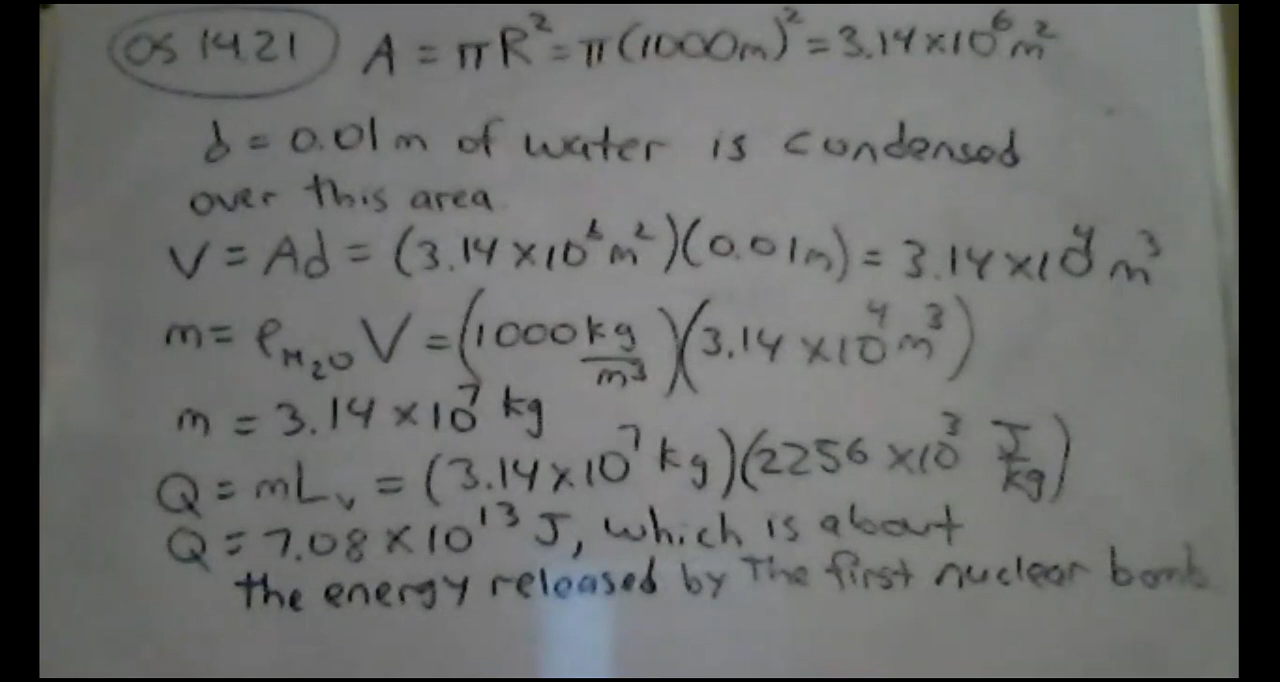 OS 14.21 A = πR² = π(1000m)² = 3.14×10⁶ m²
d = 0.01m of water is condensed
over this area
V = Ad = (3.14×10⁶ m²)(0.01m) = 3.14×10⁴ m³
m = ρ_H₂O V = (1000 kg/m³)(3.14×10⁴ m³)
m = 3.14×10⁷ kg
Q = mLᵥ = (3.14×10⁷ kg)(2256×10³ J/kg)
Q = 7.08×10¹³ J, which is about
the energy released by The first nuclear bomb